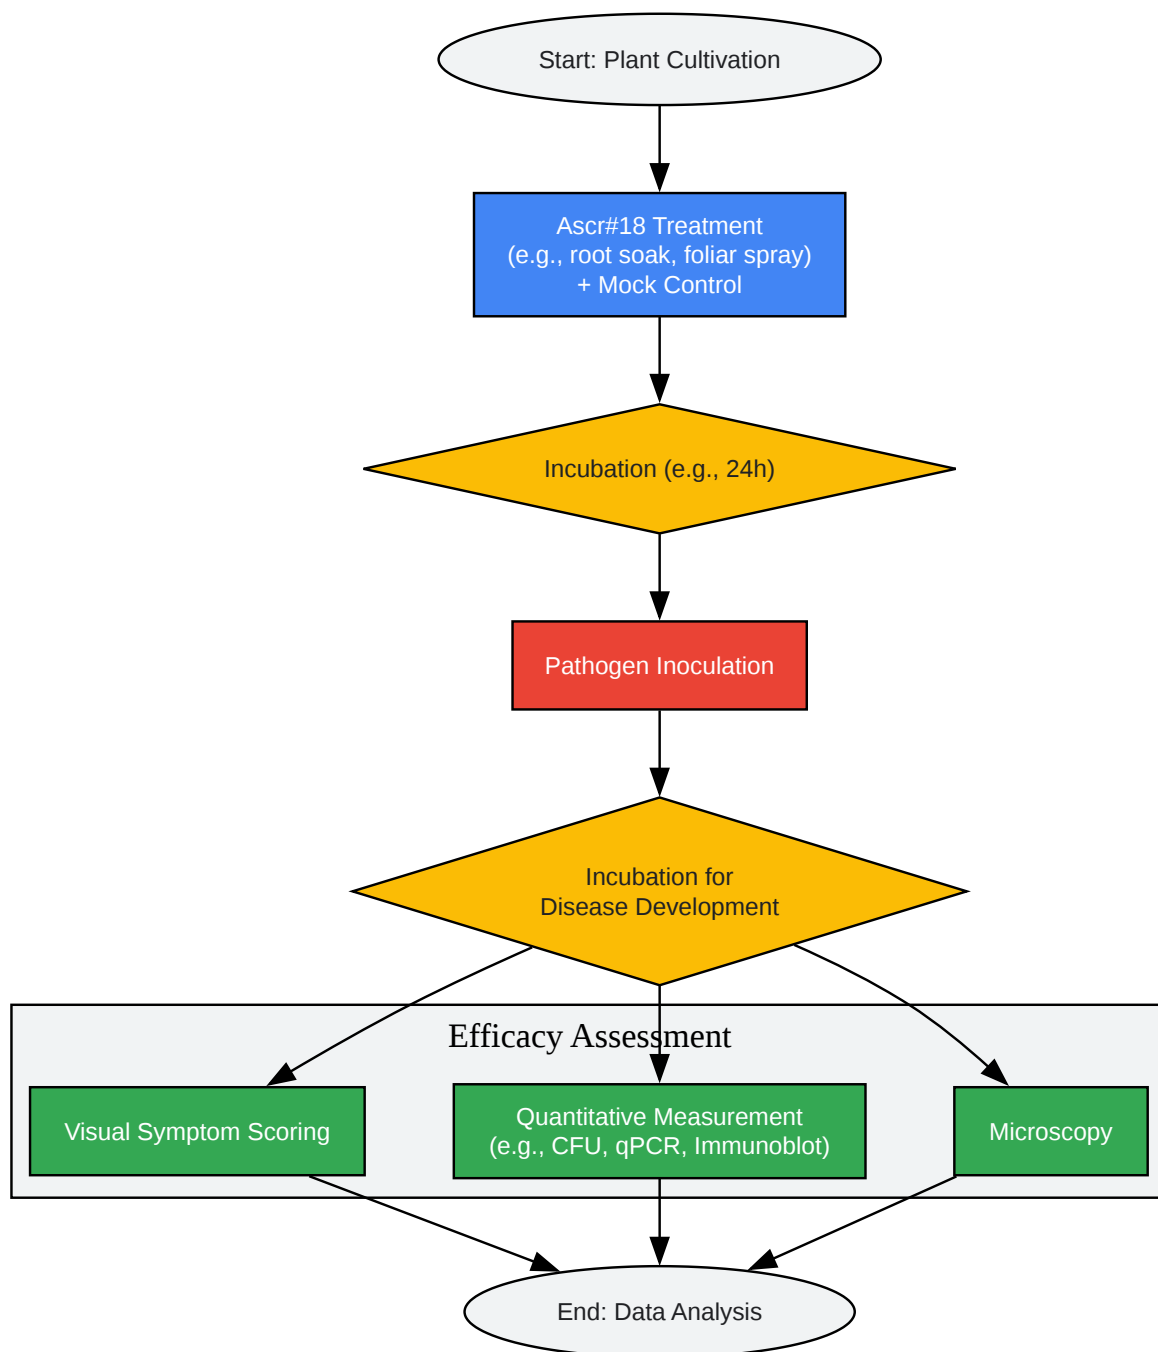 Start: Plant Cultivation
Ascr#18 Treatment
(e.g., root soak, foliar spray)
+ Mock Control
Incubation (e.g., 24h)
Pathogen Inoculation
Incubation for
Disease Development
Efficacy Assessment
Visual Symptom Scoring
Quantitative Measurement
(e.g., CFU, qPCR, Immunoblot)
Microscopy
End: Data Analysis